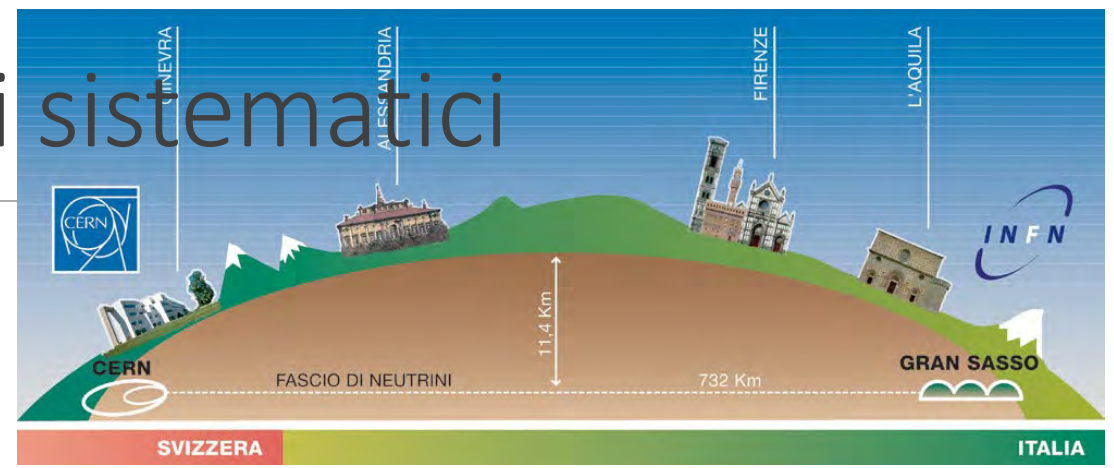 i sistematici
GINEVRA
ALESSANDRIA
FIRENZE
L'AQUILA
CERN
INFN
11,4 Km
CERN
FASCIO DI NEUTRINI
732 Km
GRAN SASSO
SVIZZERA
ITALIA